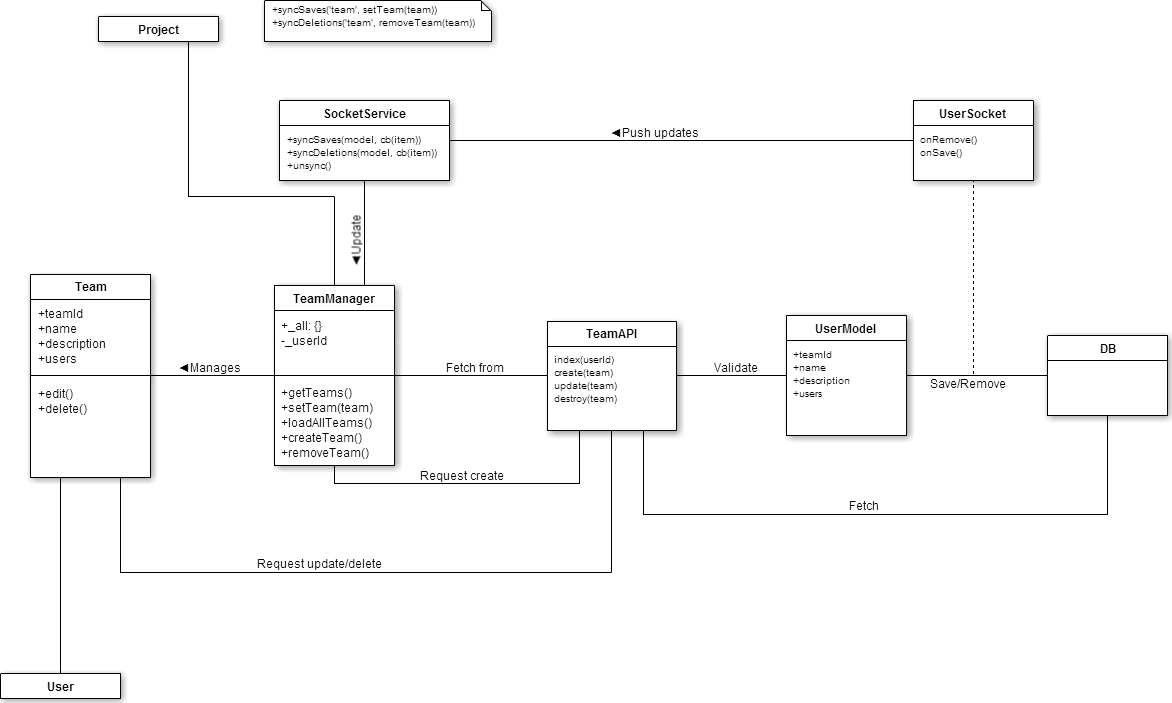 +syncSaves('team', setTeam(team))
+syncDeletions('team', removeTeam(team))
Project
SocketService
+syncSaves(model, cb(item))
+syncDeletions(model, cb(item))
+unsync()
◄Push updates
UserSocket
onRemove()
onSave()
◄Update
Team
+teamId
+name
+description
+users
+edit()
+delete()
◄Manages
TeamManager
+_all: {}
-_userId
+getTeams()
+setTeam(team)
+loadAllTeams()
+createTeam()
+removeTeam()
Fetch from
TeamAPI
index(userId)
create(team)
update(team)
destroy(team)
Validate
UserModel
+teamId
+name
+description
+users
Save/Remove
DB
Request create
Fetch
Request update/delete
User